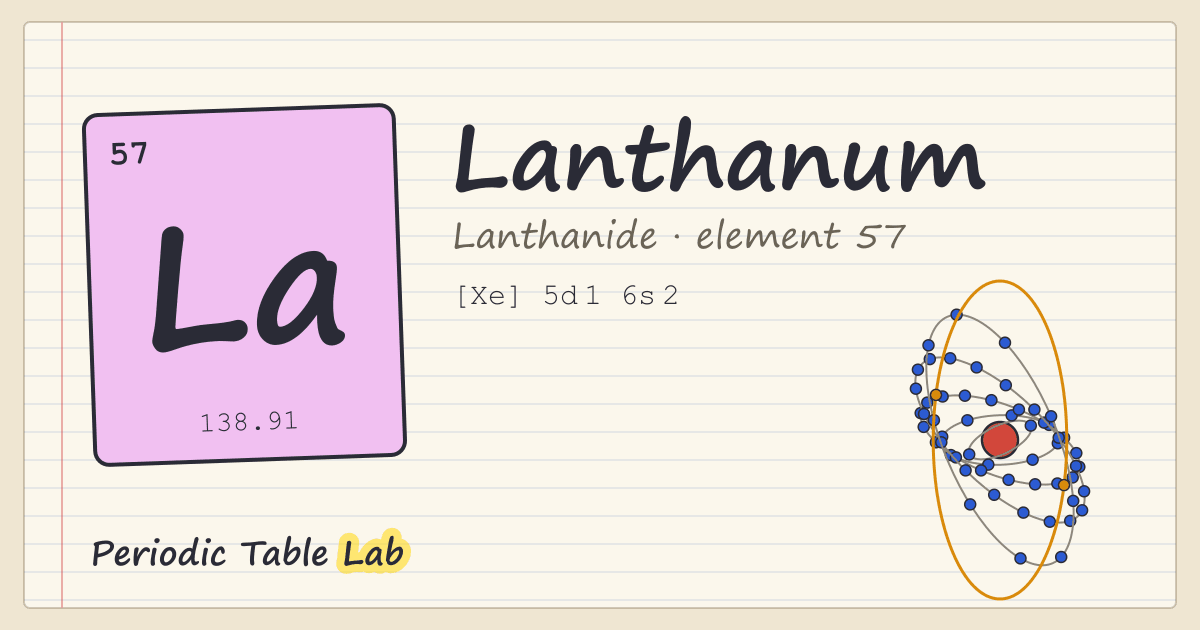 57
La
138.91
Lanthanum
Lanthanide · element 57
[Xe] 5d1 6s2
Periodic Table Lab